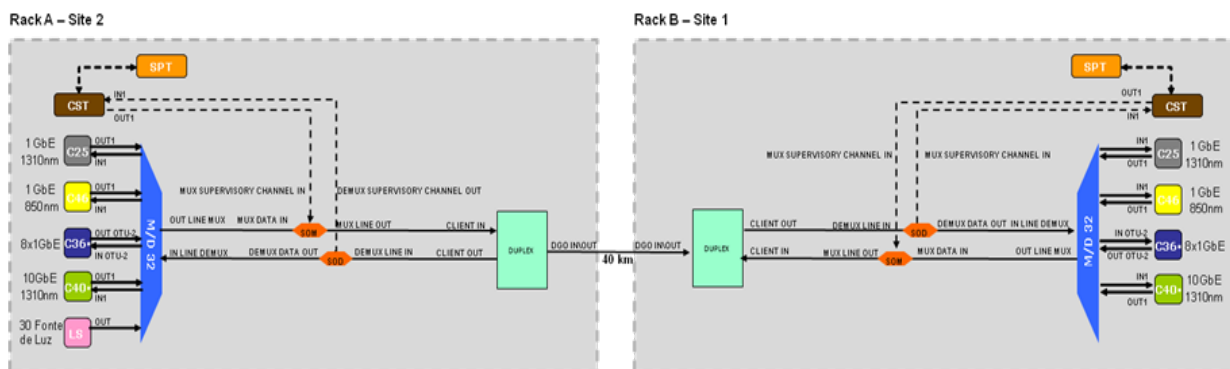 Rack A – Site 2
Rack B – Site 1
SPT
CST
IN1
OUT1
1 GbE
1310nm
C25
OUT1
IN1
1 GbE
850nm
C46
OUT1
IN1
8x1GbE
C36•
OUT OTU-2
IN OTU-2
10GbE
1310nm
C40•
OUT1
IN1
30 Fonte
de Luz
LS
OUT
M/D 32
MUX SUPERVISORY CHANNEL IN
DEMUX SUPERVISORY CHANNEL OUT
OUT LINE MUX
MUX DATA IN
SOM
MUX LINE OUT
CLIENT IN
IN LINE DEMUX
DEMUX DATA OUT
SOD
DEMUX LINE IN
CLIENT OUT
DUPLEX
DGO IN/OUT
40 km
DGO IN/OUT
DUPLEX
SPT
CST
OUT1
IN1
MUX SUPERVISORY CHANNEL IN
MUX SUPERVISORY CHANNEL IN
CLIENT OUT
DEMUX LINE IN
SOD
DEMUX DATA OUT
IN LINE DEMUX
CLIENT IN
MUX LINE OUT
SOM
MUX DATA IN
OUT LINE MUX
M/D 32
IN1
OUT1
C25
1 GbE
1310nm
IN1
OUT1
C46
1 GbE
850nm
IN OTU-2
OUT OTU-2
C36•
8x1GbE
IN1
OUT1
C40•
10GbE
1310nm